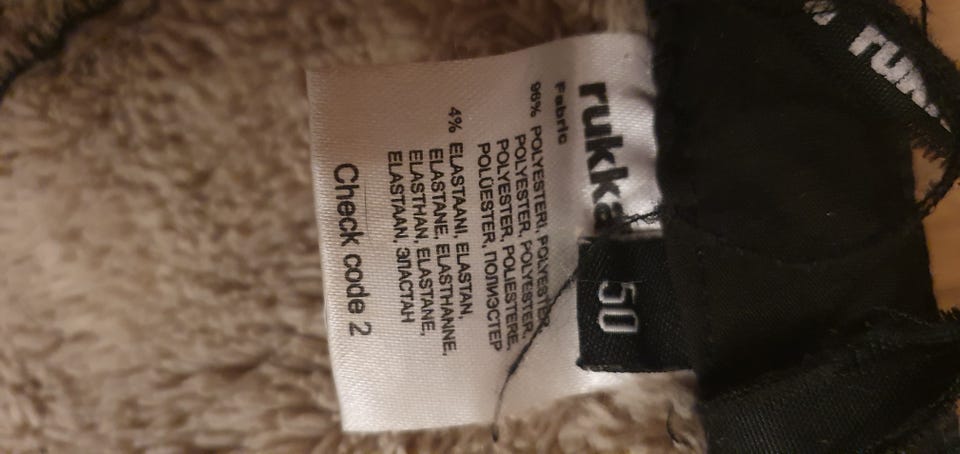 rukka
50
Fabric
96% POLYESTERI, POLYESTER,
POLYESTER, POLYESTER,
POLYESTER, POLIESTERE,
POLÜESTER, ПОЛИЭСТЕР
4% ELASTAANI, ELASTAN,
ELASTANE, ELASTHANNE,
ELASTHAN, ELASTANE,
ELASTAAN, ЭЛАСТАН
Check code 2